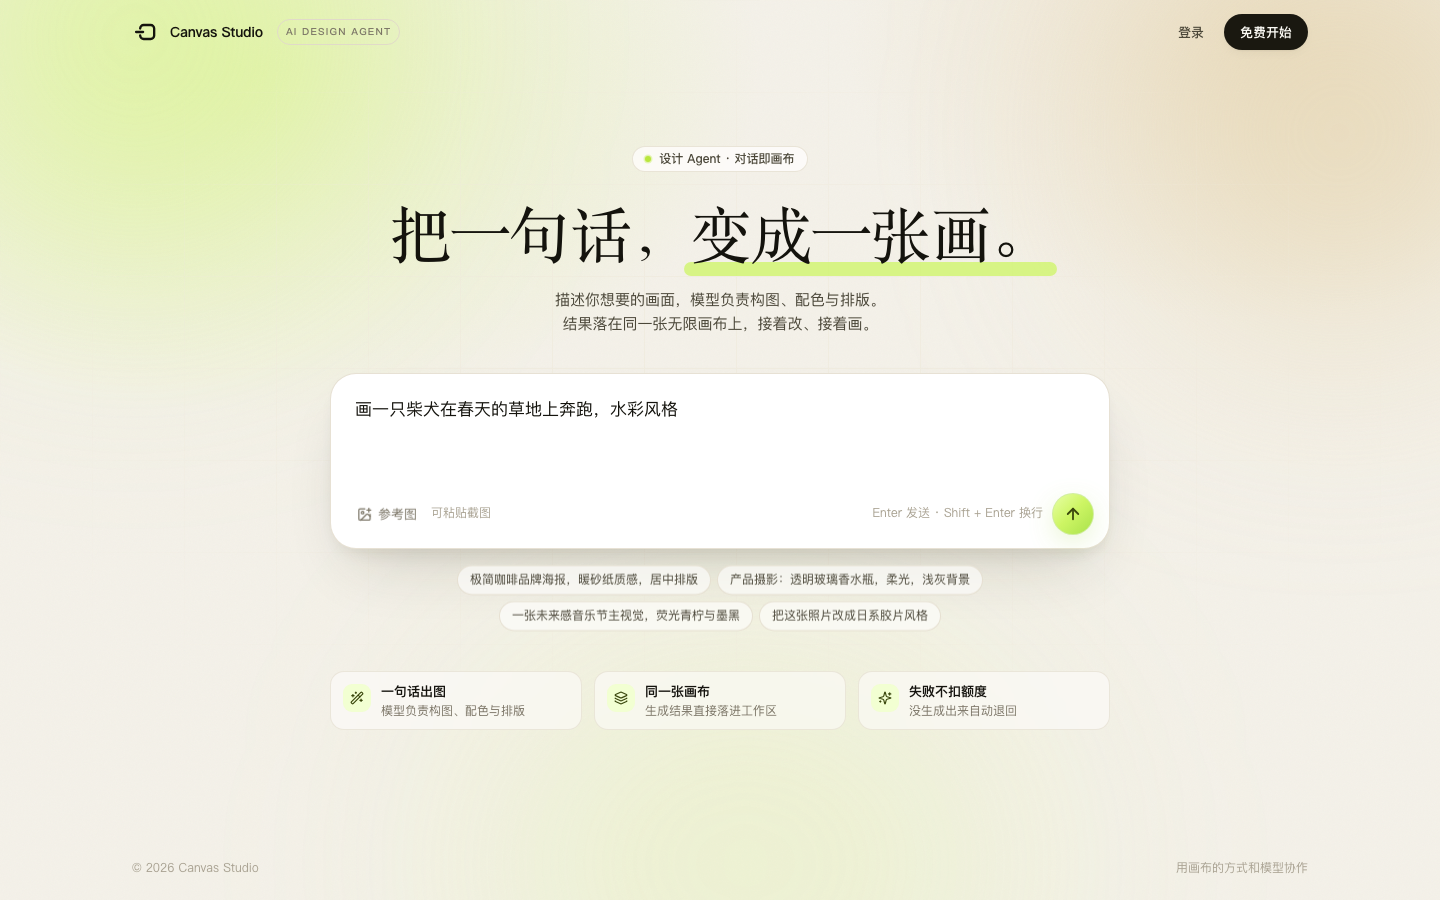 Canvas Studio
AI DESIGN AGENT
登录
免费开始
设计 Agent · 对话即画布
把一句话，变成一张画。
描述你想要的画面，模型负责构图、配色与排版。
结果落在同一张无限画布上，接着改、接着画。
画一只柴犬在春天的草地上奔跑，水彩风格
参考图
可粘贴截图
Enter 发送 · Shift + Enter 换行
极简咖啡品牌海报，暖砂纸质感，居中排版
产品摄影：透明玻璃香水瓶，柔光，浅灰背景
一张未来感音乐节主视觉，荧光青柠与墨黑
把这张照片改成日系胶片风格
一句话出图
模型负责构图、配色与排版
同一张画布
生成结果直接落进工作区
失败不扣额度
没生成出来自动退回
© 2026 Canvas Studio
用画布的方式和模型协作